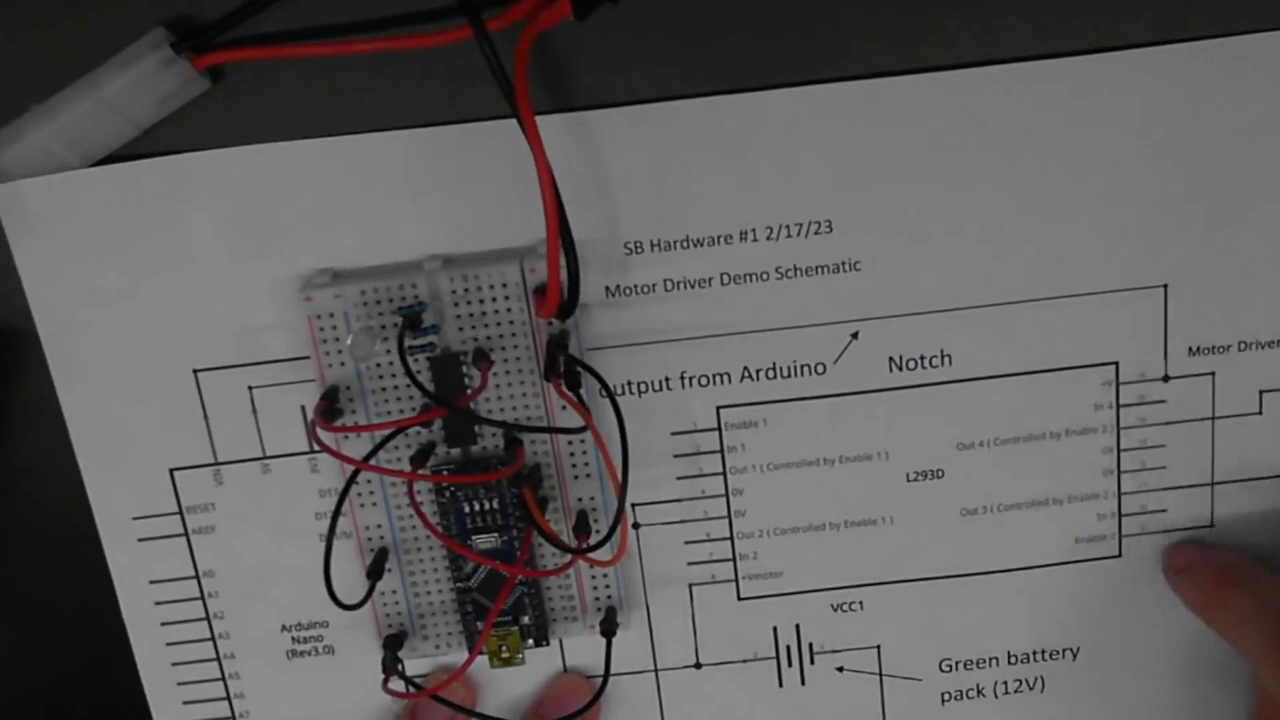 SB Hardware #1 2/17/23
Motor Driver Demo Schematic
output from Arduino
Notch
Motor Driver
Enable 1
In 1
Out 1 ( Controlled by Enable 1 )
0V
0V
Out 2 ( Controlled by Enable 1 )
In 2
+Vmotor
L293D
+V
In 4
Out 4 ( Controlled by Enable 2 )
0V
0V
Out 3 ( Controlled by Enable 2 )
In 3
Enable 2
VCC1
Green battery
pack (12V)
RESET
AREF
A0
A1
A2
A3
A4
A5
A6
A7
Arduino
Nano
(Rev3.0)